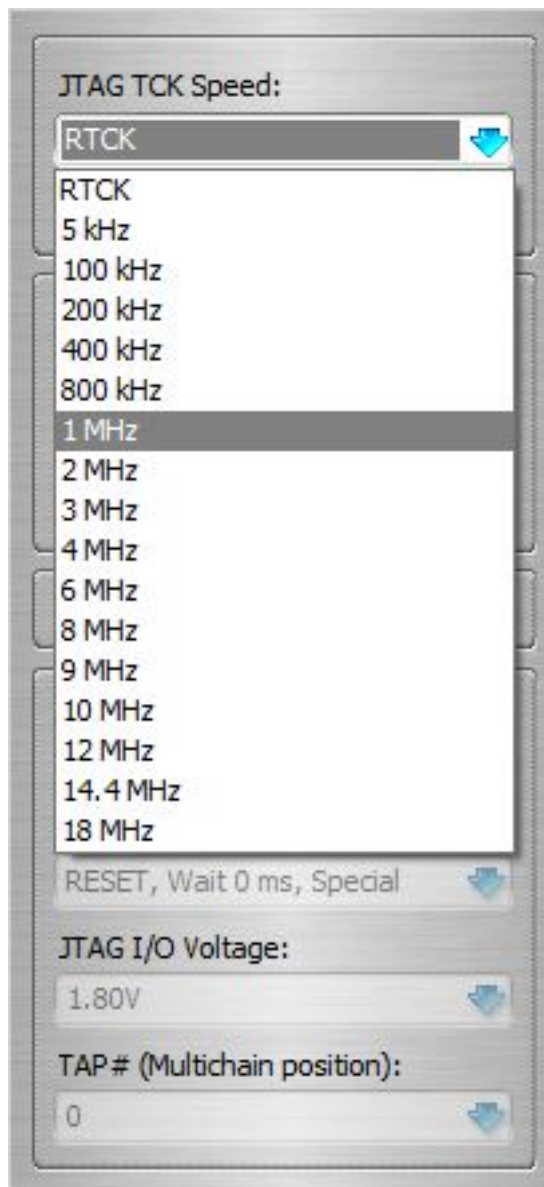 JTAG TCK Speed:
RTCK
RTCK
5 kHz
100 kHz
200 kHz
400 kHz
800 kHz
1 MHz
2 MHz
3 MHz
4 MHz
6 MHz
8 MHz
9 MHz
10 MHz
12 MHz
14.4 MHz
18 MHz
RESET, Wait 0 ms, Special
JTAG I/O Voltage:
1.80V
TAP# (Multichain position):
0